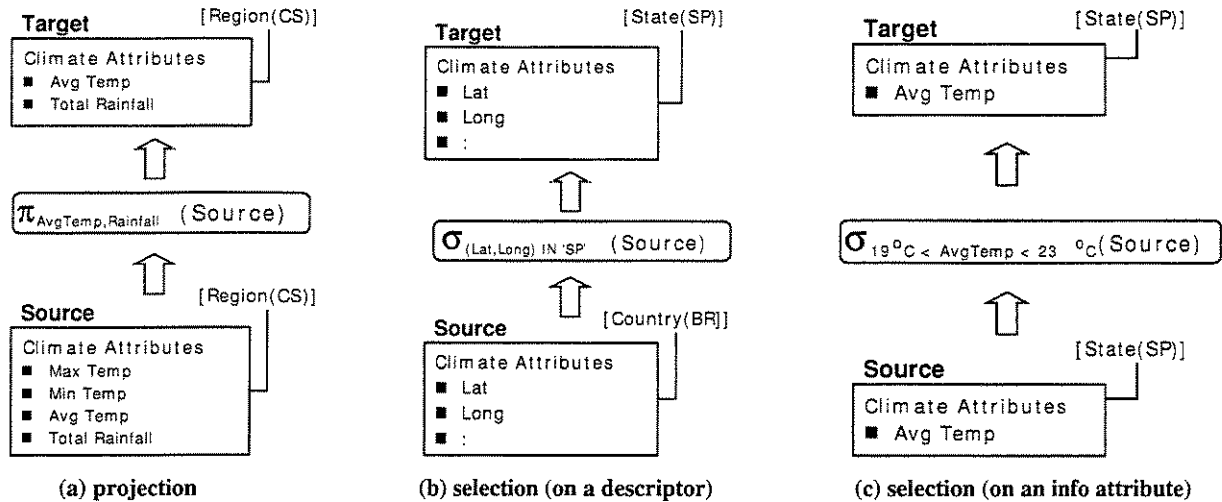 [Region(CS)]
Target
Climate Attributes
■ Avg Temp
■ Total Rainfall
π AvgTemp,Rainfall (Source)
[Region(CS)]
Source
Climate Attributes
■ Max Temp
■ Min Temp
■ Avg Temp
■ Total Rainfall
(a) projection
[State(SP)]
Target
Climate Attributes
■ Lat
■ Long
■ :
σ (Lat,Long) IN 'SP' (Source)
[Country(BR)]
Source
Climate Attributes
■ Lat
■ Long
■ :
(b) selection (on a descriptor)
[State(SP)]
Target
Climate Attributes
■ Avg Temp
σ 19°C < AvgTemp < 23 °C(Source)
[State(SP)]
Source
Climate Attributes
■ Avg Temp
(c) selection (on an info attribute)